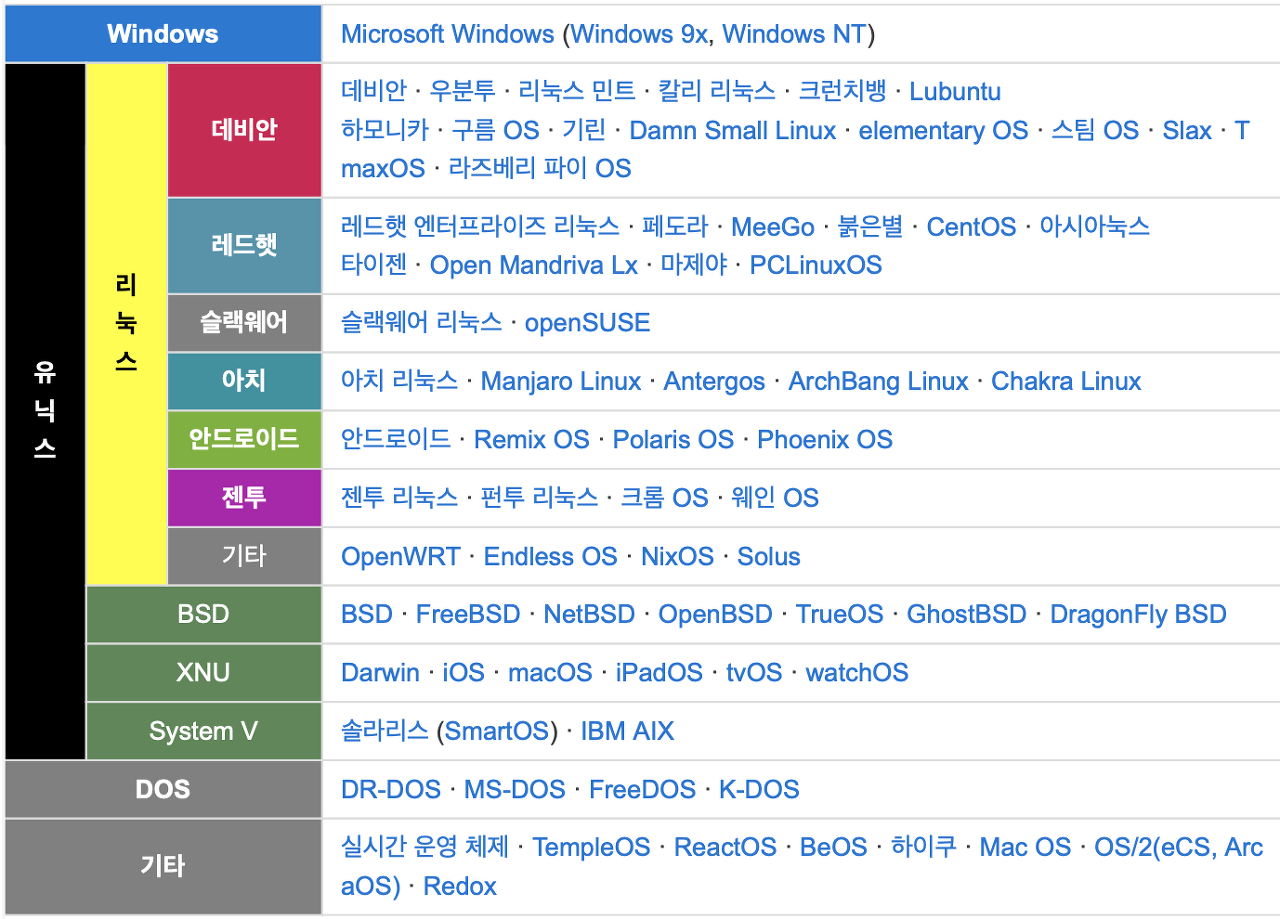 Windows
Microsoft Windows (Windows 9x, Windows NT)
유닉스
리눅스
데비안
데비안 · 우분투 · 리눅스 민트 · 칼리 리눅스 · 크런치뱅 · Lubuntu
하모니카 · 구름 OS · 기린 · Damn Small Linux · elementary OS · 스팀 OS · Slax · T
maxOS · 라즈베리 파이 OS
레드햇
레드햇 엔터프라이즈 리눅스 · 페도라 · MeeGo · 붉은별 · CentOS · 아시아눅스
타이젠 · Open Mandriva Lx · 마제야 · PCLinuxOS
슬랙웨어
슬랙웨어 리눅스 · openSUSE
아치
아치 리눅스 · Manjaro Linux · Antergos · ArchBang Linux · Chakra Linux
안드로이드
안드로이드 · Remix OS · Polaris OS · Phoenix OS
젠투
젠투 리눅스 · 펀투 리눅스 · 크롬 OS · 웨인 OS
기타
OpenWRT · Endless OS · NixOS · Solus
BSD
BSD · FreeBSD · NetBSD · OpenBSD · TrueOS · GhostBSD · DragonFly BSD
XNU
Darwin · iOS · macOS · iPadOS · tvOS · watchOS
System V
솔라리스 (SmartOS) · IBM AIX
DOS
DR-DOS · MS-DOS · FreeDOS · K-DOS
기타
실시간 운영 체제 · TempleOS · ReactOS · BeOS · 하이쿠 · Mac OS · OS/2(eCS, Arc
aOS) · Redox